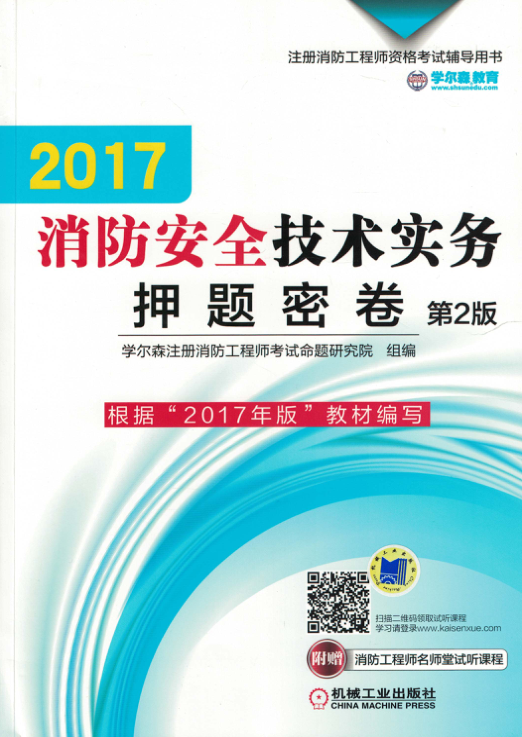 注册消防工程师资格考试辅导用书
学尔森教育
www.shsunedu.com
2017
消防安全技术实务
押题密卷 第2版
学尔森注册消防工程师考试命题研究院 组编
根据“2017年版”教材编写
扫描二维码领取试听课程
学习请登录www.kaisenxue.com
附赠 消防工程师名师堂试听课程
机械工业出版社
CHINA MACHINE PRESS